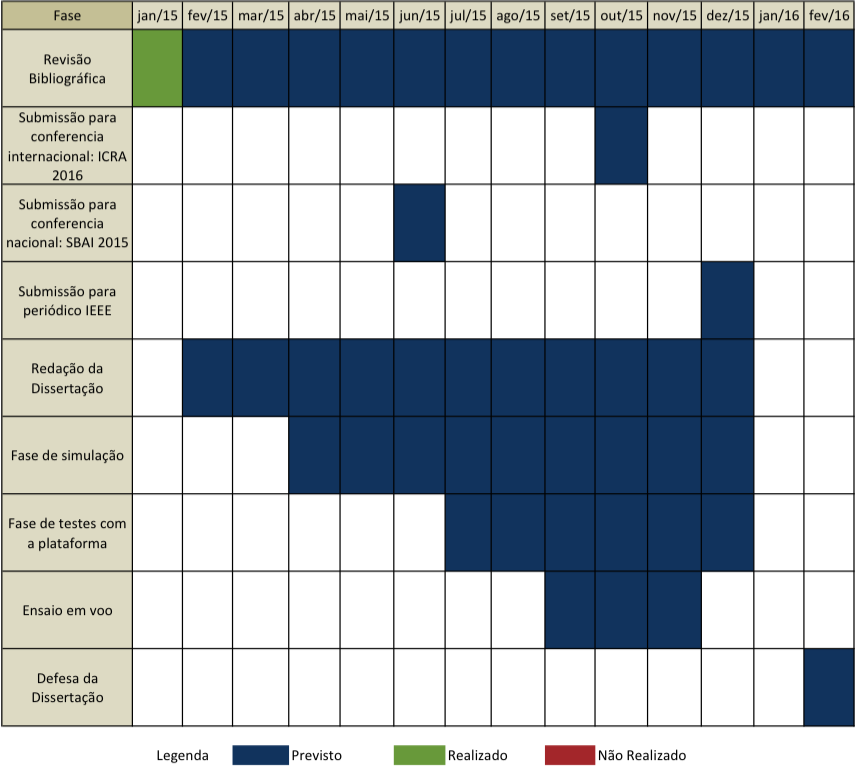 Fase jan/15 fev/15 mar/15 abr/15 mai/15 jun/15 jul/15 ago/15 set/15 out/15 nov/15 dez/15 jan/16 fev/16
Revisão
Bibliográfica
Submissão para
conferencia
internacional: ICRA
2016
Submissão para
conferencia
nacional: SBAI 2015
Submissão para
periódico IEEE
Redação da
Dissertação
Fase de simulação
Fase de testes com
a plataforma
Ensaio em voo
Defesa da
Dissertação
Legenda Previsto Realizado Não Realizado